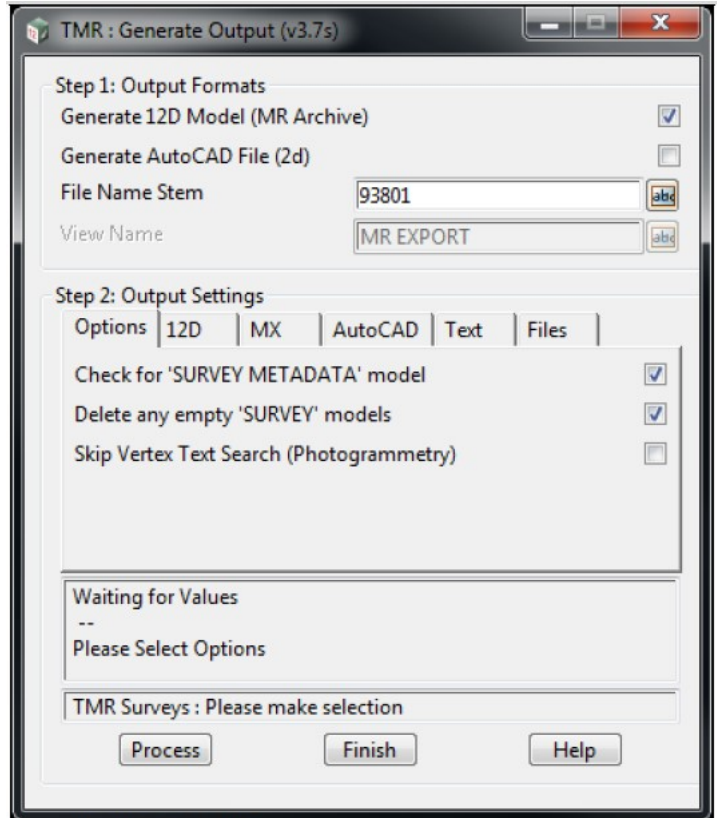 TMR : Generate Output (v3.7s)
Step 1: Output Formats
Generate 12D Model (MR Archive)
Generate AutoCAD File (2d)
File Name Stem 93801 abc
View Name MR EXPORT abc
Step 2: Output Settings
Options 12D MX AutoCAD Text Files
Check for 'SURVEY METADATA' model
Delete any empty 'SURVEY' models
Skip Vertex Text Search (Photogrammetry)
Waiting for Values
--
Please Select Options
TMR Surveys : Please make selection
Process Finish Help